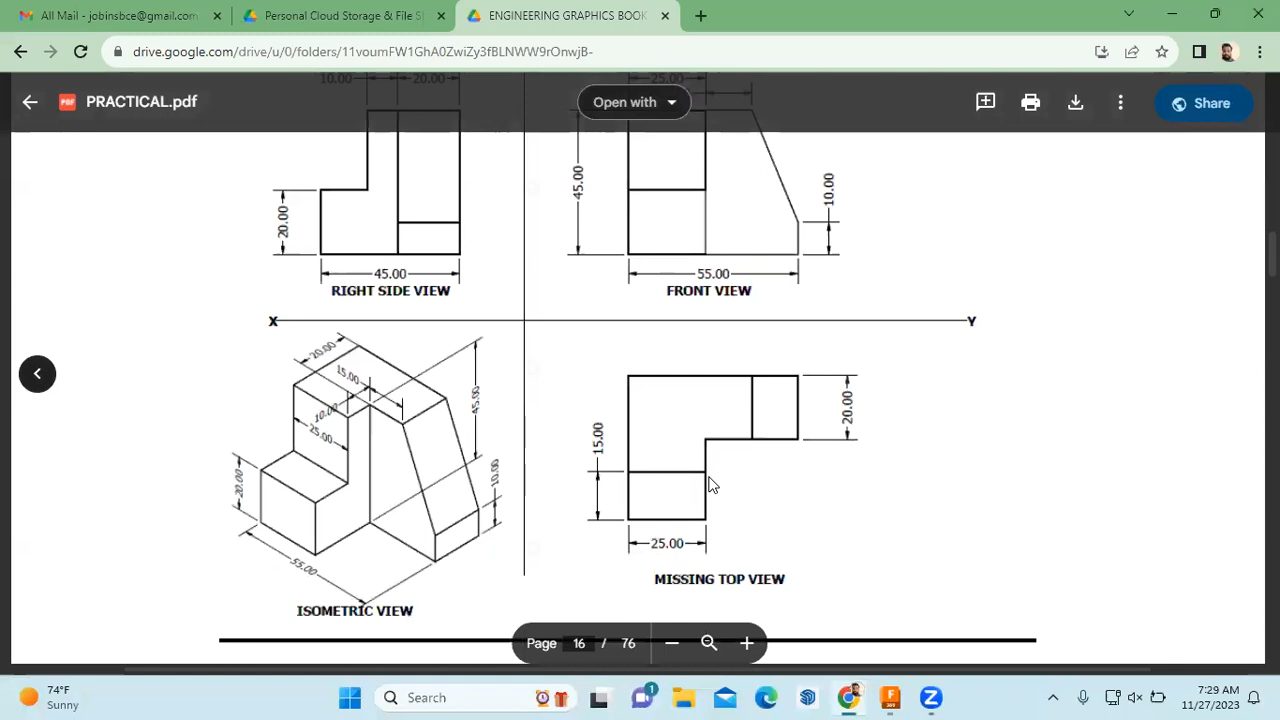 All Mail - jobinsbce@gmail.com
Personal Cloud Storage & File S
ENGINEERING GRAPHICS BOOK
drive.google.com/drive/u/0/folders/11voumFW1GhA0ZwiZy3fBLNWW9rOnwjB-
PDF
PRACTICAL.pdf
Open with
Share
10.00
20.00
25.00
20.00
45.00
RIGHT SIDE VIEW
45.00
10.00
55.00
FRONT VIEW
X
Y
20.00
15.00
10.00
25.00
45.00
20.00
10.00
55.00
ISOMETRIC VIEW
15.00
20.00
25.00
MISSING TOP VIEW
Page 16 / 76
74°F
Sunny
Search
1
F
360
Z
7:29 AM
11/27/2023